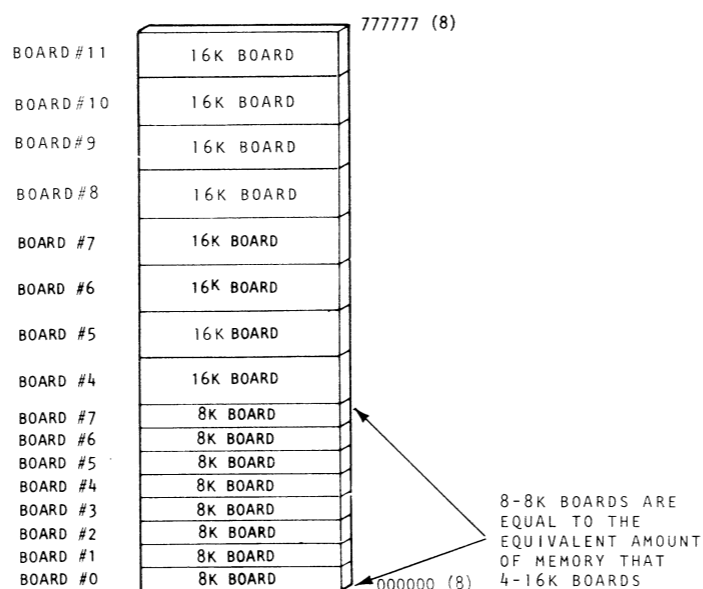 777777 (8)
BOARD #11 16K BOARD
BOARD #10 16K BOARD
BOARD #9 16K BOARD
BOARD #8 16K BOARD
BOARD #7 16K BOARD
BOARD #6 16K BOARD
BOARD #5 16K BOARD
BOARD #4 16K BOARD
BOARD #7 8K BOARD
BOARD #6 8K BOARD
BOARD #5 8K BOARD
BOARD #4 8K BOARD
BOARD #3 8K BOARD
BOARD #2 8K BOARD
BOARD #1 8K BOARD
BOARD #0 8K BOARD
000000 (8)
8-8K BOARDS ARE
EQUAL TO THE
EQUIVALENT AMOUNT
OF MEMORY THAT
4-16K BOARDS